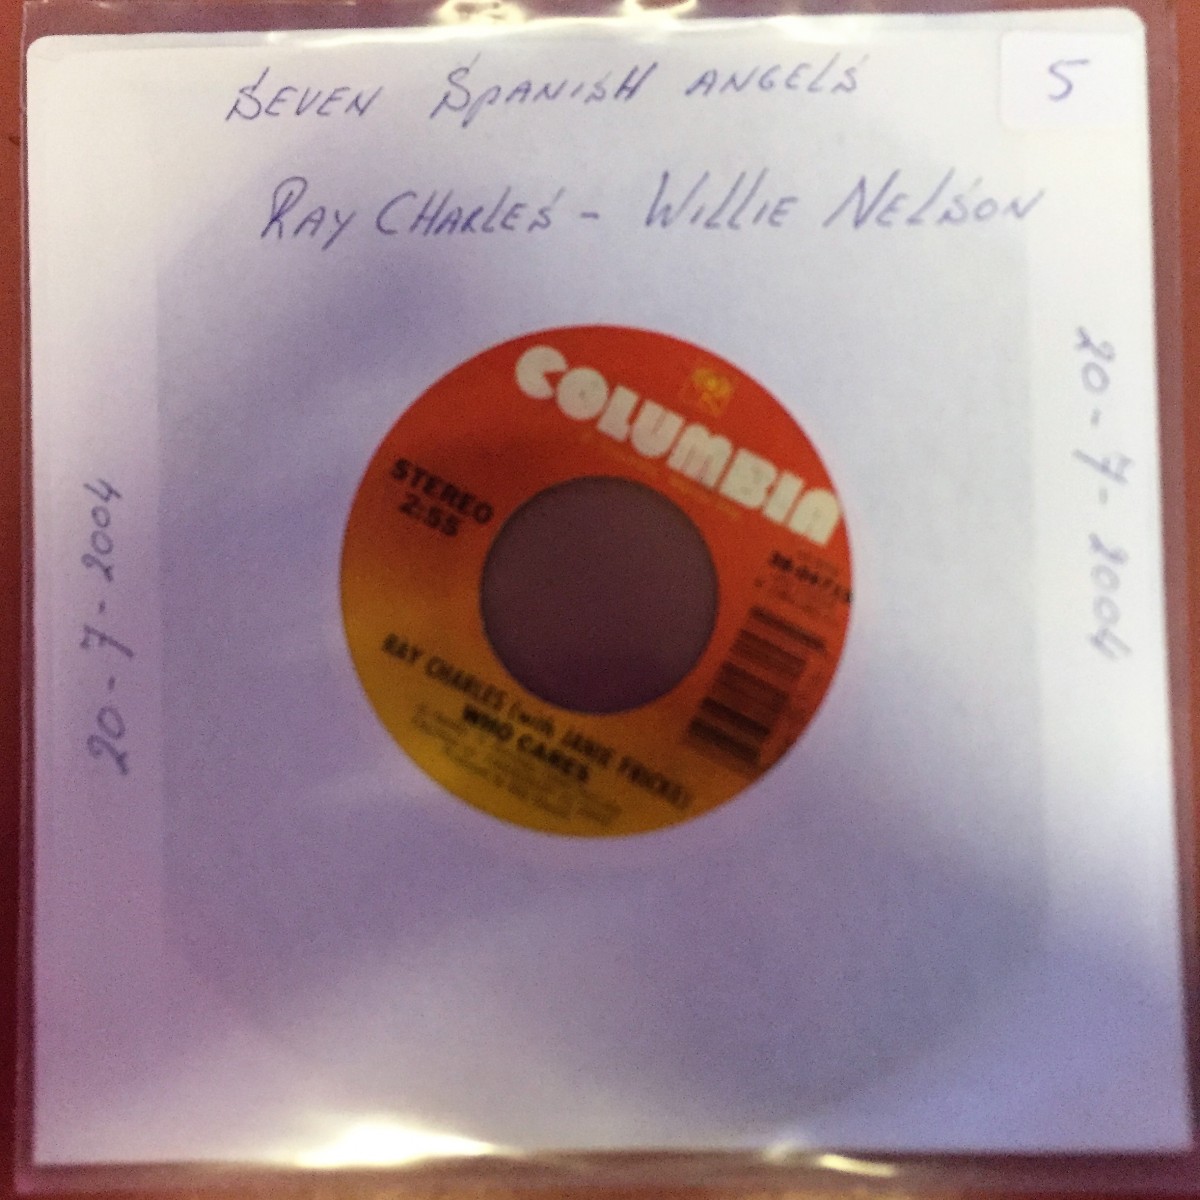 SEVEN SPANISH ANGELS
5
RAY CHARLES - WILLIE NELSON
20-7-2004
20-7-2004
COLUMBIA
STEREO
2:55
RAY CHARLES (with JANIE FRICKE)
WHO CARES